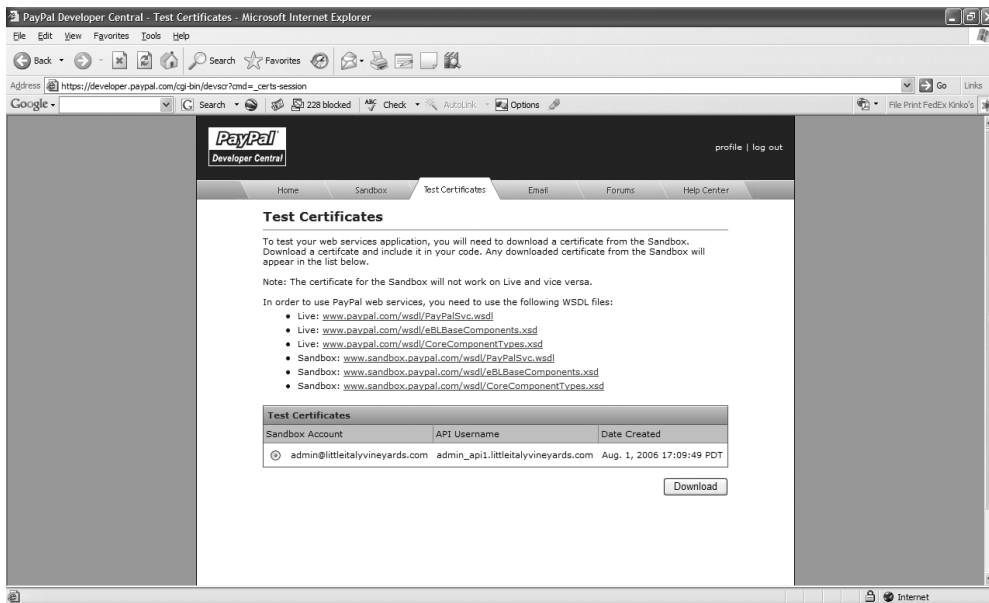 PayPal Developer Central - Test Certificates - Microsoft Internet Explorer
File Edit View Favorites Tools Help
Back Search Favorites
Address https://developer.paypal.com/cgi-bin/devscr?cmd=_certs-session Go Links
Google Search 228 blocked ABC Check AutoLink Options File Print FedEx Kinko's
PayPal
Developer Central
profile | log out
Home Sandbox Test Certificates Email Forums Help Center
Test Certificates
To test your web services application, you will need to download a certificate from the Sandbox.
Download a certifcate and include it in your code. Any downloaded certificate from the Sandbox will
appear in the list below.
Note: The certificate for the Sandbox will not work on Live and vice versa.
In order to use PayPal web services, you need to use the following WSDL files:
• Live: www.paypal.com/wsdl/PayPalSvc.wsdl
• Live: www.paypal.com/wsdl/eBLBaseComponents.xsd
• Live: www.paypal.com/wsdl/CoreComponentTypes.xsd
• Sandbox: www.sandbox.paypal.com/wsdl/PayPalSvc.wsdl
• Sandbox: www.sandbox.paypal.com/wsdl/eBLBaseComponents.xsd
• Sandbox: www.sandbox.paypal.com/wsdl/CoreComponentTypes.xsd
Test Certificates
Sandbox Account API Username Date Created
admin@littleitalyvineyards.com admin_api1.littleitalyvineyards.com Aug. 1, 2006 17:09:49 PDT
Download
Internet